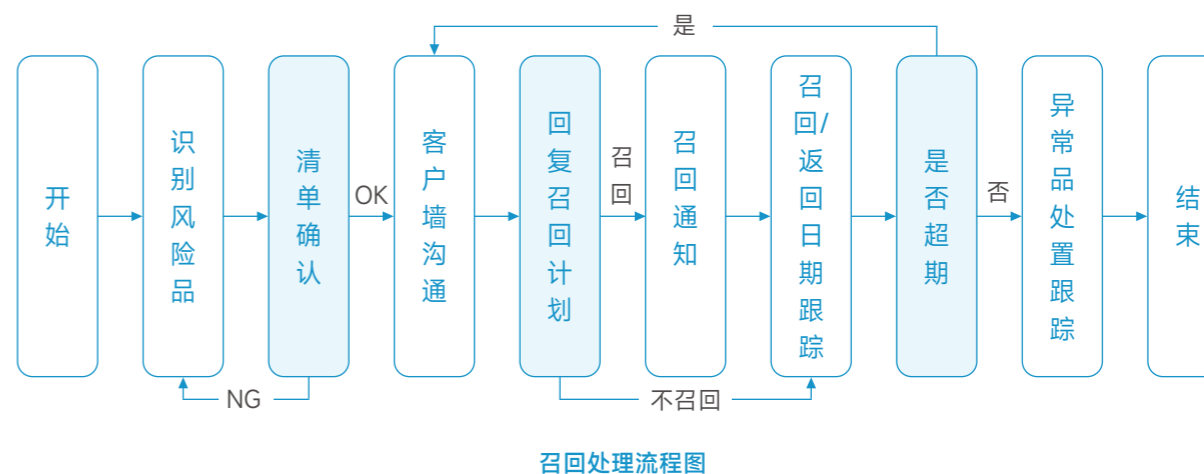 是
开始
识别风险品
清单确认
OK
客户墙沟通
回复召回计划
召回
召回通知
召回/返回日期跟踪
是否超期
否
异常品处置跟踪
结束
NG
不召回
召回处理流程图